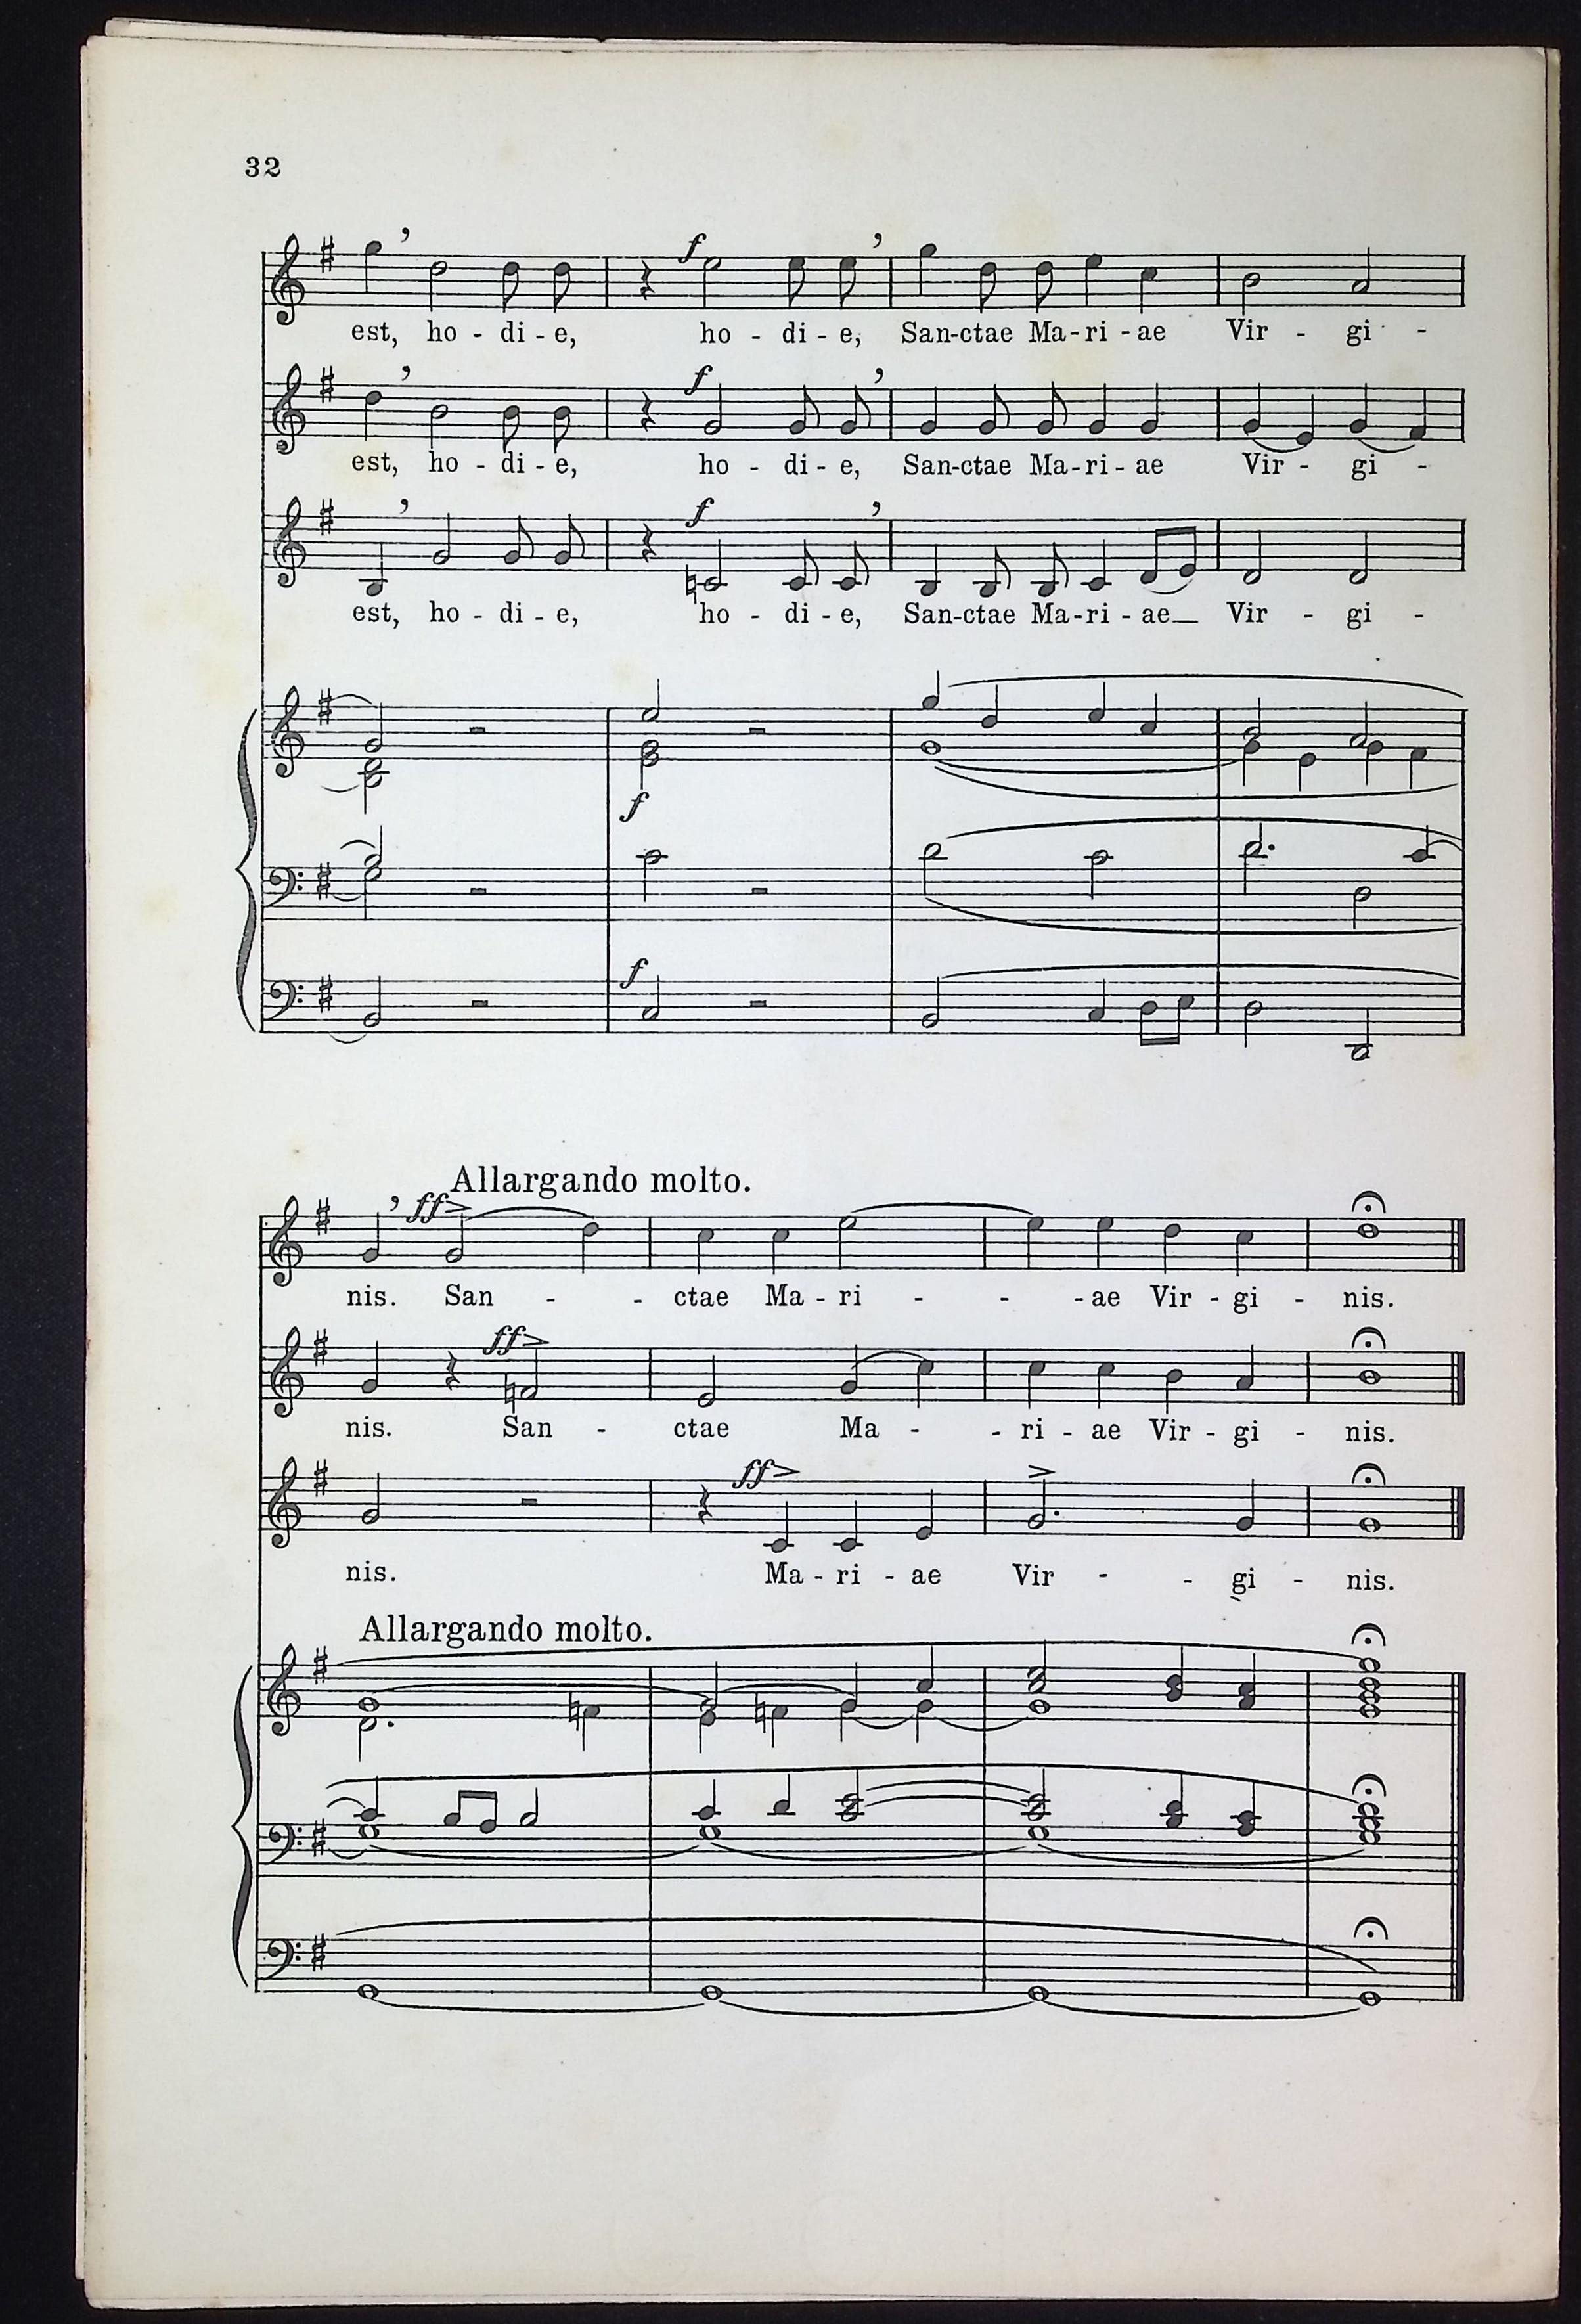 32
f
est, ho - di - e, ho - di - e, San-ctae Ma-ri - ae Vir - gi -
f
est, ho - di - e, ho - di - e, San-ctae Ma-ri- ae Vir - gi -
f
est, ho - di - e, ho - di - e, San-ctae Ma-ri - ae Vir - gi -
f
f
Allargando molto.
ff
nis. San - - ctae Ma - ri - - - ae Vir - gi - nis.
ff
nis. San - ctae Ma - - ri - ae Vir - gi - nis.
ff
nis. Ma - ri - ae Vir - - gi - nis.
Allargando molto.